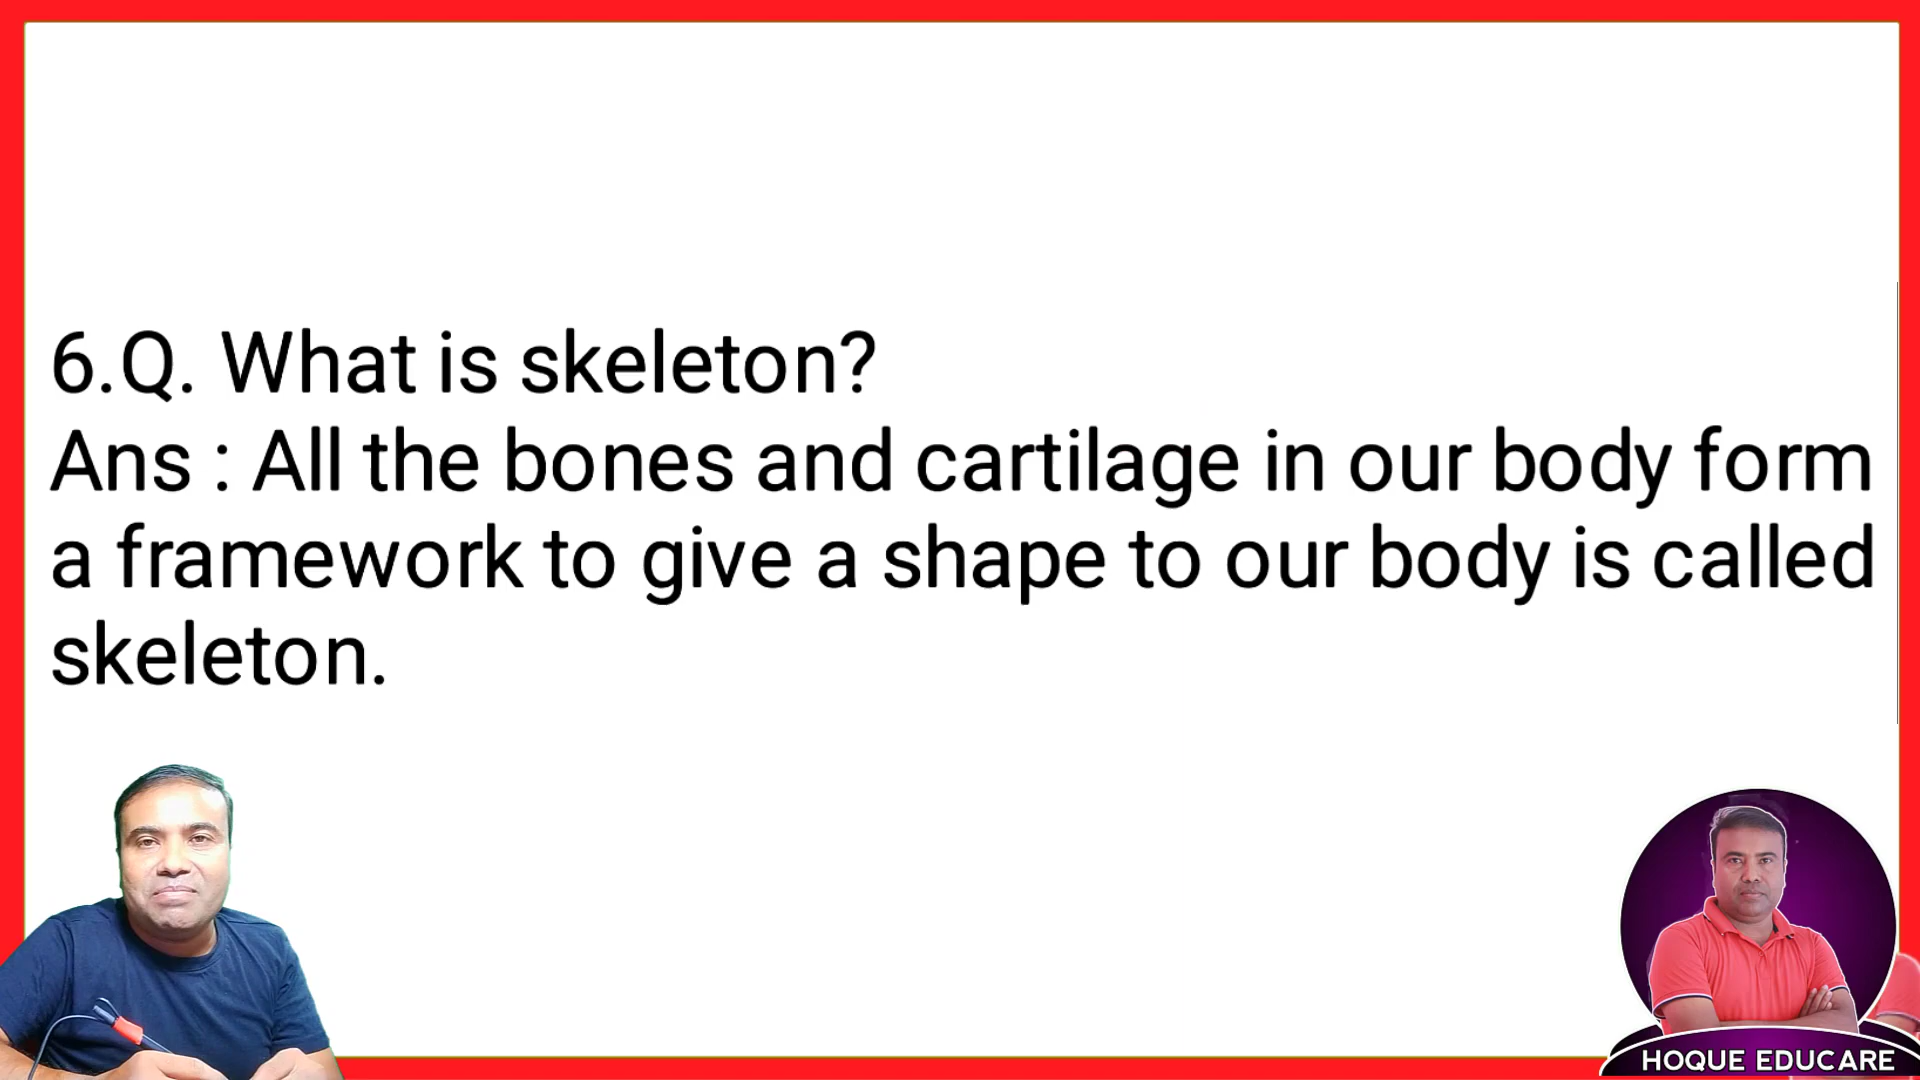 6.Q. What is skeleton?
Ans : All the bones and cartilage in our body form
a framework to give a shape to our body is called
skeleton.
HOQUE EDUCARE